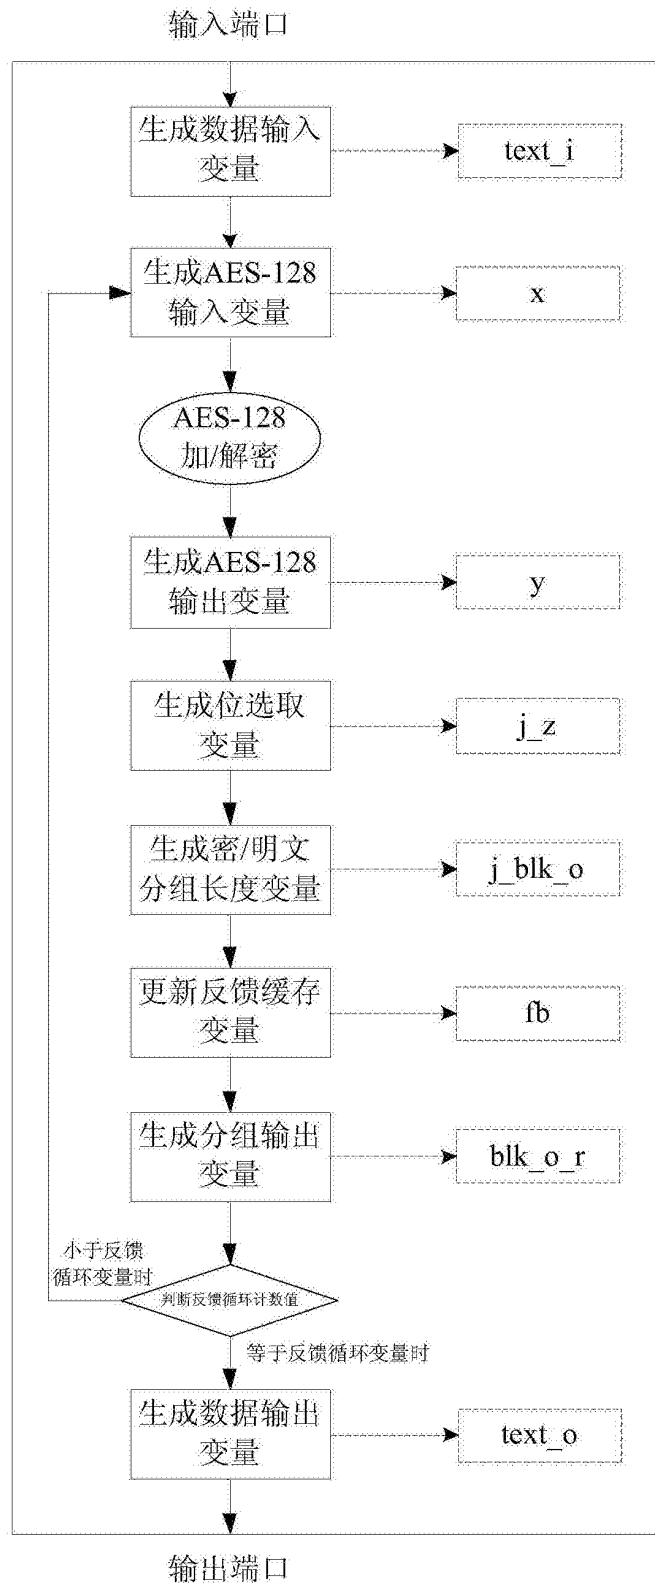 输入端口
生成数据输入
变量
text_i
生成AES-128
输入变量
x
AES-128
加/解密
生成AES-128
输出变量
y
生成位选取
变量
j_z
生成密/明文
分组长度变量
j_blk_o
更新反馈缓存
变量
fb
生成分组输出
变量
blk_o_r
小于反馈
循环变量时
判断反馈循环计数值
等于反馈循环变量时
生成数据输出
变量
text_o
输出端口